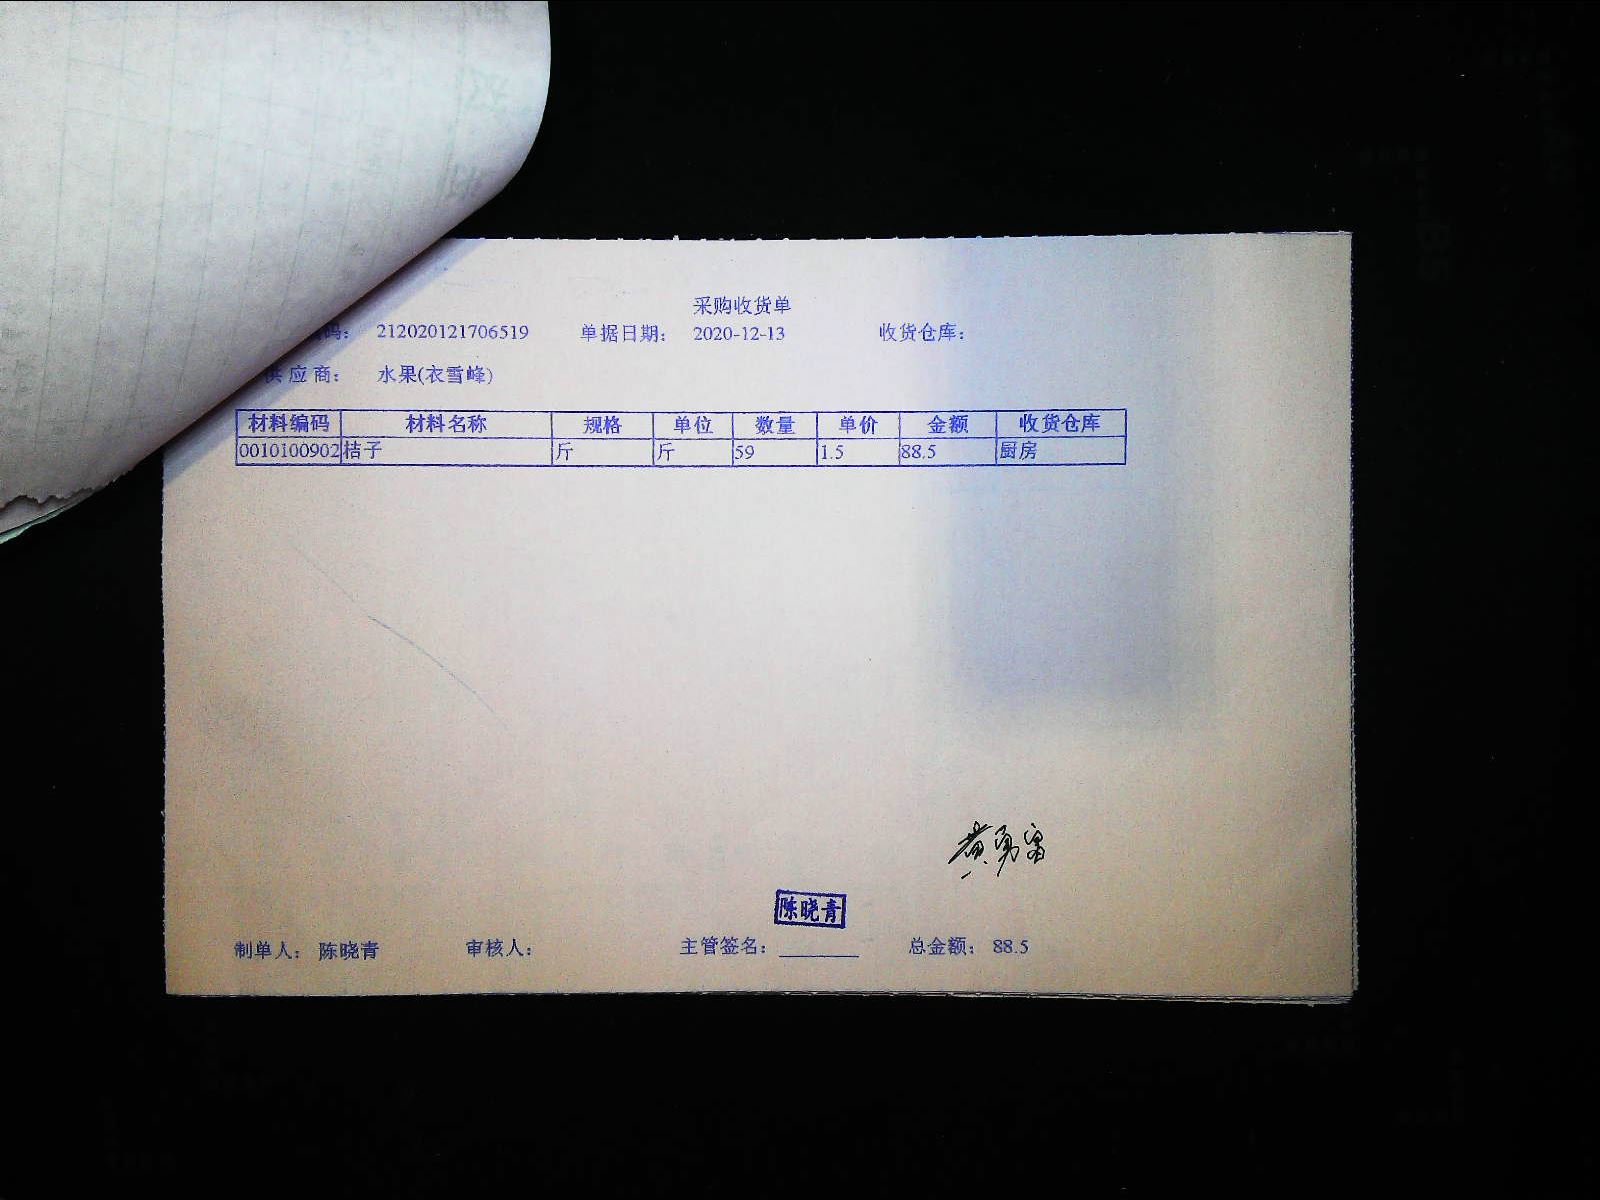 采购收货单
码： 212020121706519 单据日期： 2020-12-13 收货仓库：
供应商： 水果(衣雪峰)
材料编码 材料名称 规格 单位 数量 单价 金额 收货仓库
0010100902 桔子 斤 斤 59 1.5 88.5 厨房
黄勇富
陈晓青
制单人： 陈晓青 审核人： 主管签名： 总金额： 88.5